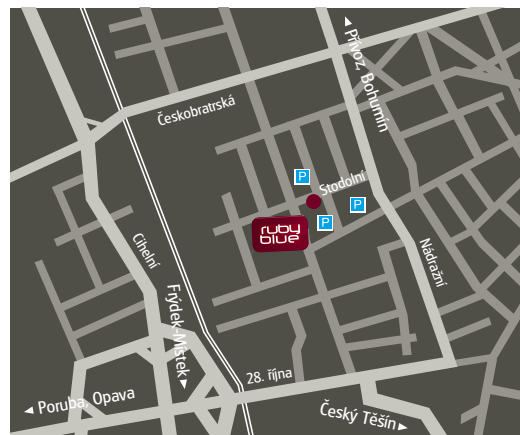 Přívoz, Bohumín
Českobratrská
P
Stodolní
P
P
ruby
blue
Cihelní
Nádražní
Frýdek-Místek
28. října
Poruba, Opava
Český Těšín